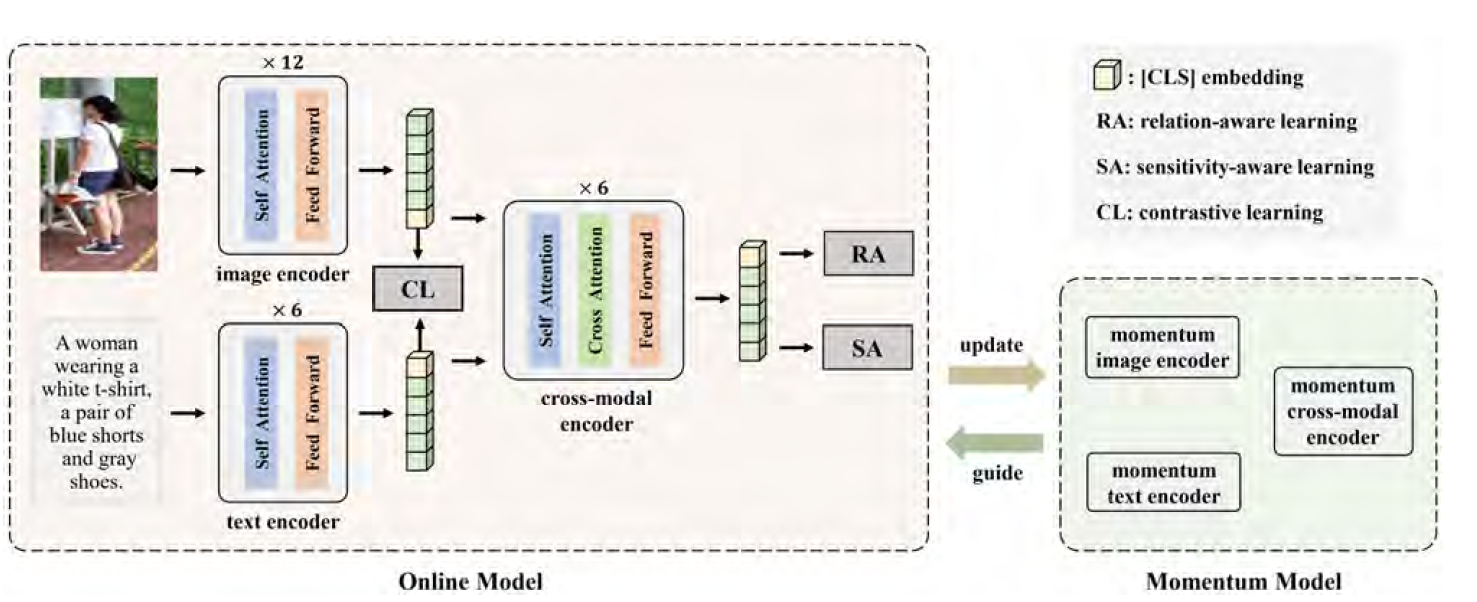 × 12
Self Attention
Feed Forward
image encoder
A woman
wearing a
white t-shirt,
a pair of
blue shorts
and gray
shoes.
× 6
Self Attention
Feed Forward
text encoder
CL
× 6
Self Attention
Cross Attention
Feed Forward
cross-modal
encoder
RA
SA
Online Model
: [CLS] embedding
RA: relation-aware learning
SA: sensitivity-aware learning
CL: contrastive learning
update
guide
momentum
image encoder
momentum
cross-modal
encoder
momentum
text encoder
Momentum Model